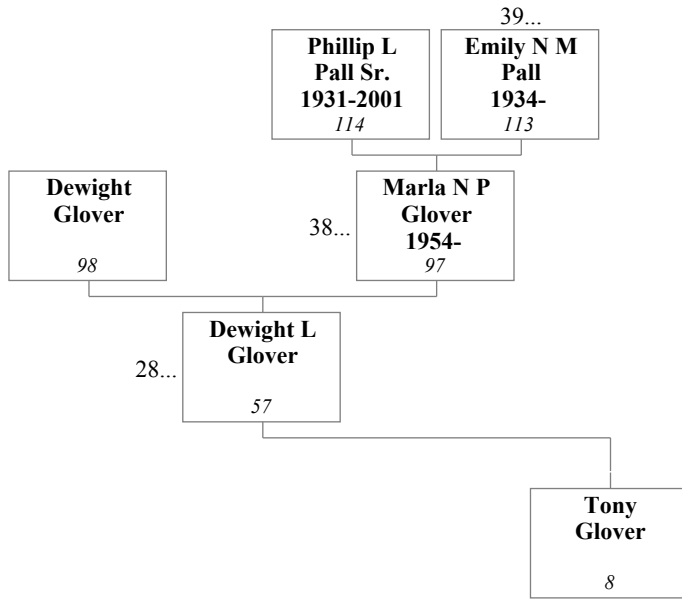 39...
Phillip L
Pall Sr.
1931-2001
114
Emily N M
Pall
1934-
113
Dewight
Glover
98
38...
Marla N P
Glover
1954-
97
28...
Dewight L
Glover
57
Tony
Glover
8